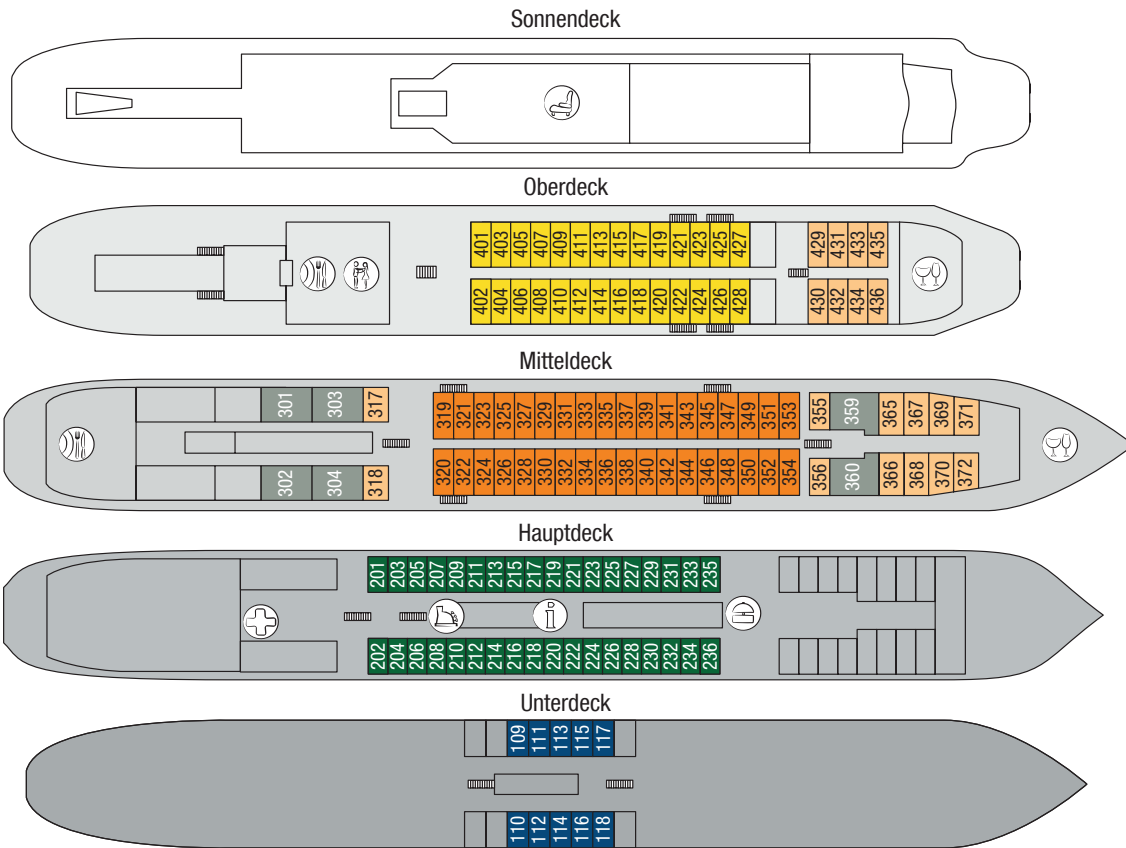 Sonnendeck
Oberdeck
401 403 405 407 409 411 413 415 417 419 421 423 425 427 429 431 433 435
402 404 406 408 410 412 414 416 418 420 422 424 426 428 430 432 434 436
Mitteldeck
301 303 317 319 321 323 325 327 329 331 333 335 337 339 341 343 345 347 349 351 353 355 359 365 367 369 371
302 304 318 320 322 324 326 328 330 332 334 336 338 340 342 344 346 348 350 352 354 356 360 366 368 370 372
Hauptdeck
201 203 205 207 209 211 213 215 217 219 221 223 225 227 229 231 233 235
i
202 204 206 208 210 212 214 216 218 220 222 224 226 228 230 232 234 236
Unterdeck
109 111 113 115 117
110 112 114 116 118